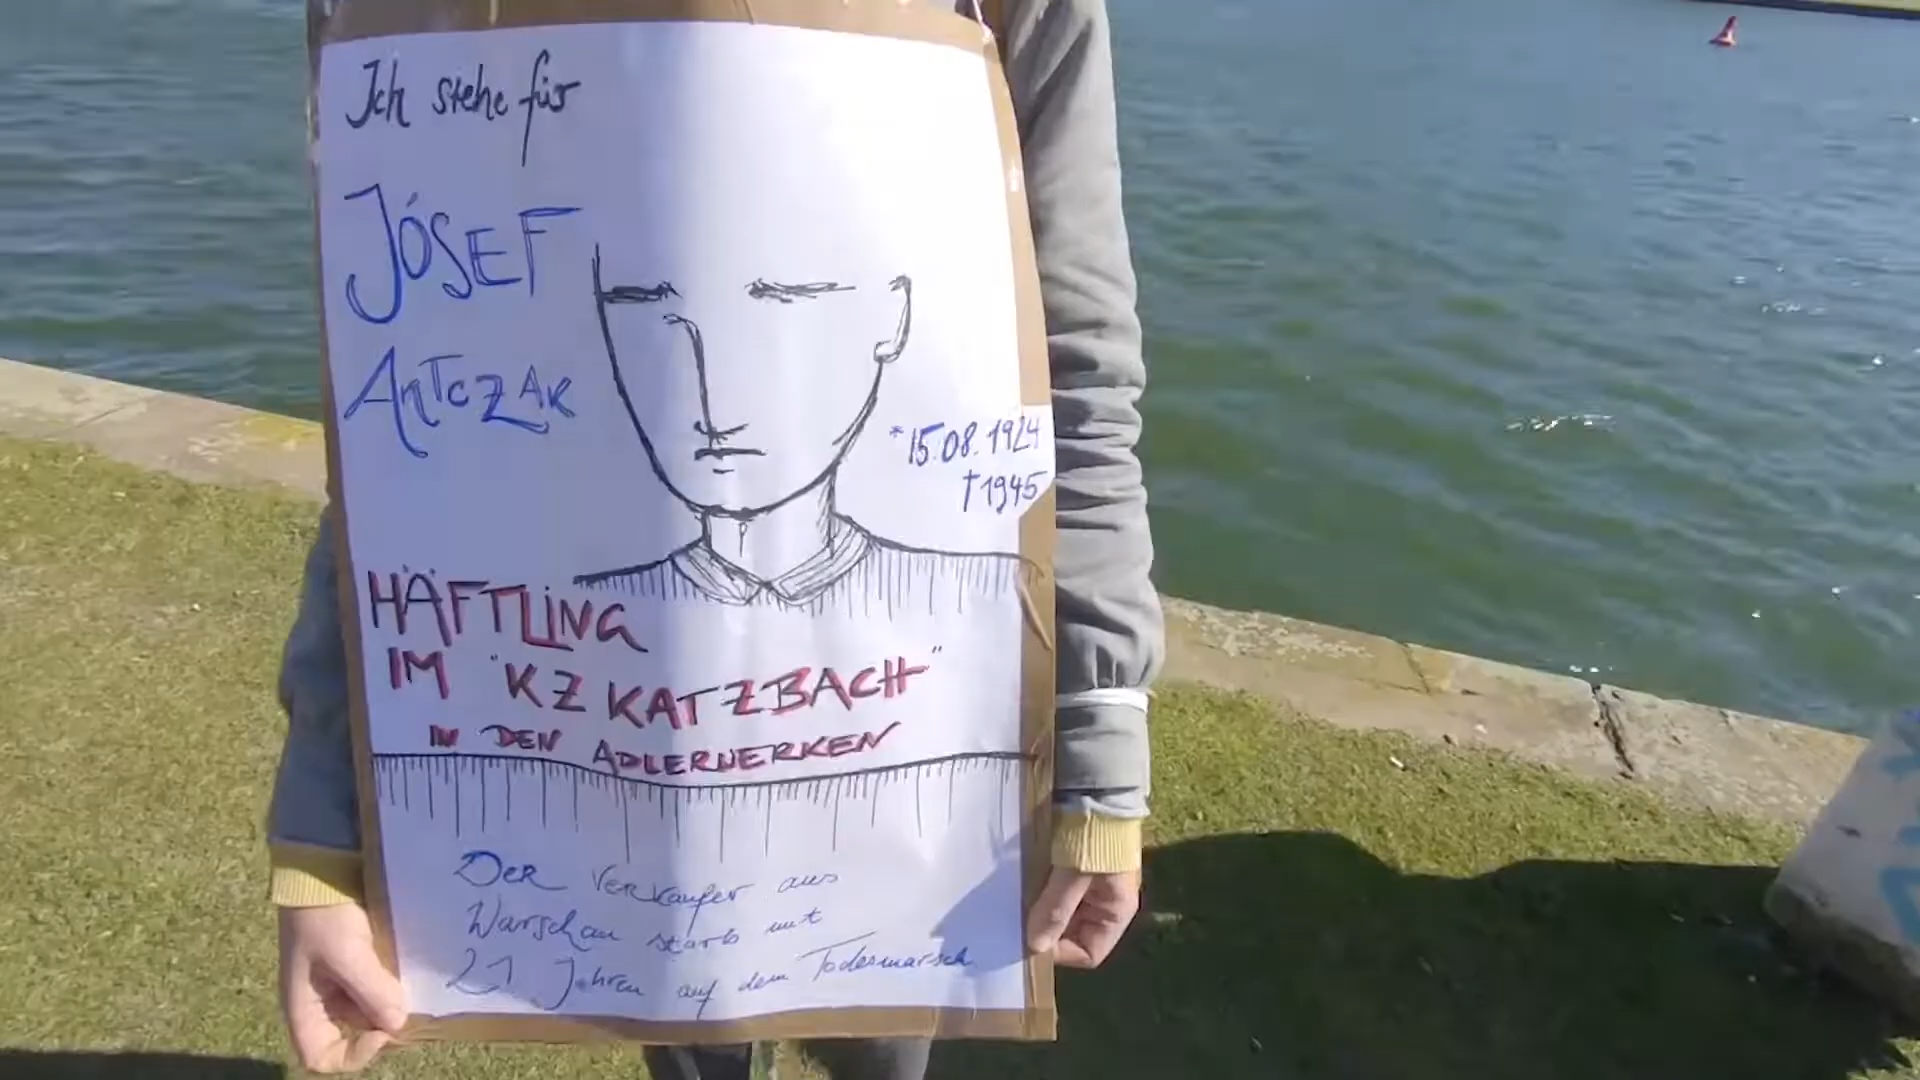 Ich stehe für
JÓSEF
ANTCZAK
*15.08.1924
†1945
HÄFTLING
IM "KZ KATZBACH"
IN DEN ADLERWERKEN
DER VERKäufer aus
Warschau starb mit
21 Jahren auf dem Todesmarsch